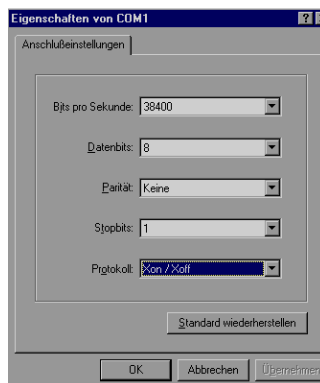 Eigenschaften von COM1
Anschlußeinstellungen
Bits pro Sekunde: 38400
Datenbits: 8
Parität: Keine
Stopbits: 1
Protokoll: Xon / Xoff
Standard wiederherstellen
OK Abbrechen Übernehmen